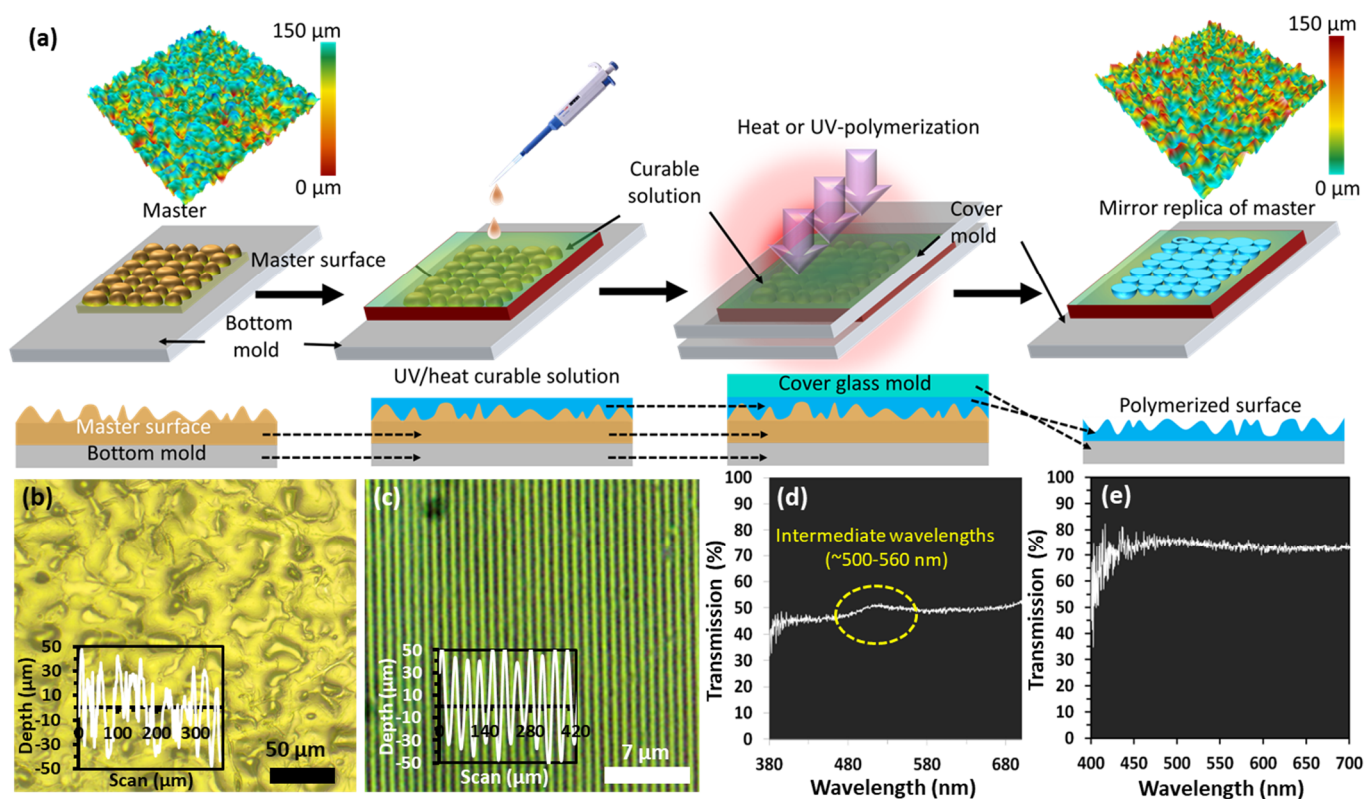 (a)
150 µm
0 µm
Master
Master surface
Bottom
mold
Curable
solution
Heat or UV-polymerization
Cover
mold
150 µm
0 µm
Mirror replica of master
UV/heat curable solution
Cover glass mold
Polymerized surface
Master surface
Bottom mold
(b)
Depth (µm)
50
30
10
-10
-30
-50
0 100 200 300
Scan (µm)
50 µm
(c)
Depth (µm)
50
30
10
-10
-30
-50
0 140 280 420
Scan (µm)
7 µm
(d)
Transmission (%)
100
90
80
70
60
50
40
30
20
10
0
Intermediate wavelengths
(~500-560 nm)
380 480 580 680
Wavelength (nm)
(e)
Transmission (%)
100
90
80
70
60
50
40
30
20
10
0
400 450 500 550 600 650 700
Wavelength (nm)